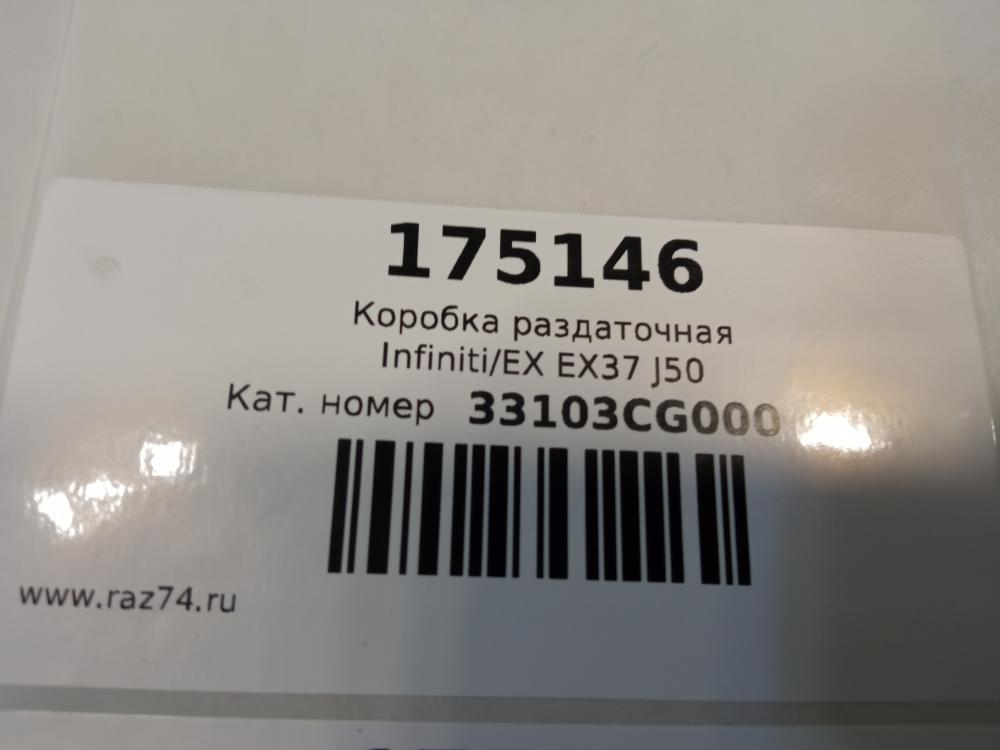 175146
Коробка раздаточная
Infiniti/EX EX37 J50
Кат. номер 33103CG000
www.raz74.ru